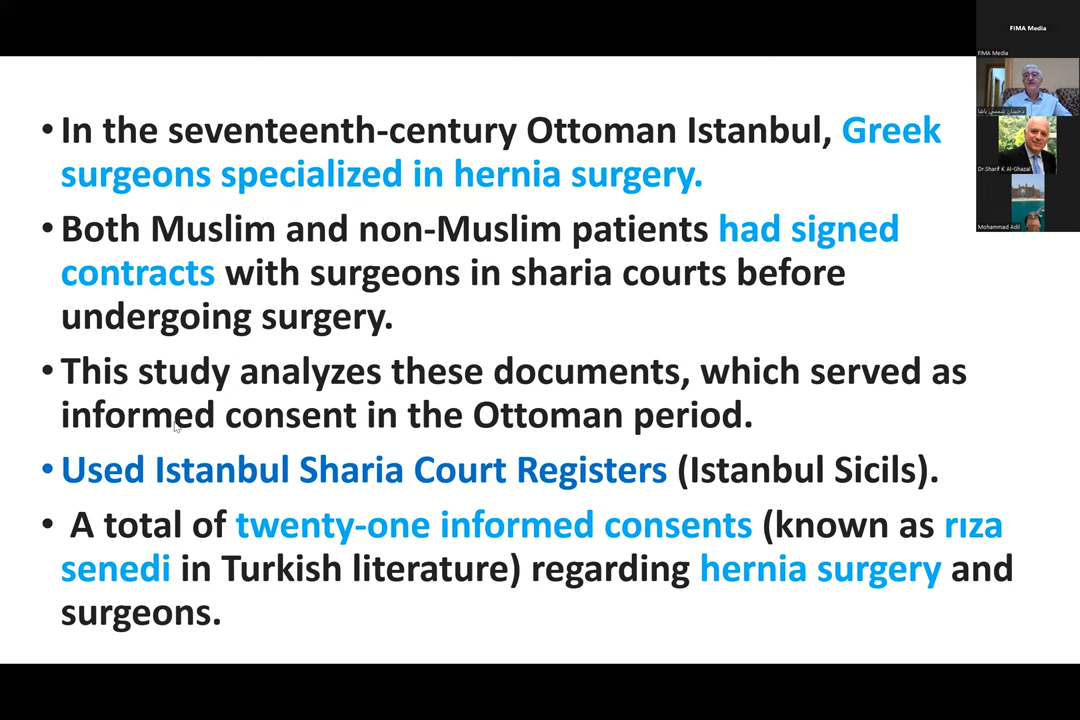 FIMA Media
FIMA Media
• In the seventeenth-century Ottoman Istanbul, Greek
surgeons specialized in hernia surgery.
• Both Muslim and non-Muslim patients had signed
contracts with surgeons in sharia courts before
undergoing surgery.
• This study analyzes these documents, which served as
informed consent in the Ottoman period.
• Used Istanbul Sharia Court Registers (Istanbul Sicils).
• A total of twenty-one informed consents (known as rıza
senedi in Turkish literature) regarding hernia surgery and
surgeons.
د.حسان شمسي باشا
Dr.Sharif K Al-Ghazal
Mohammad Adil